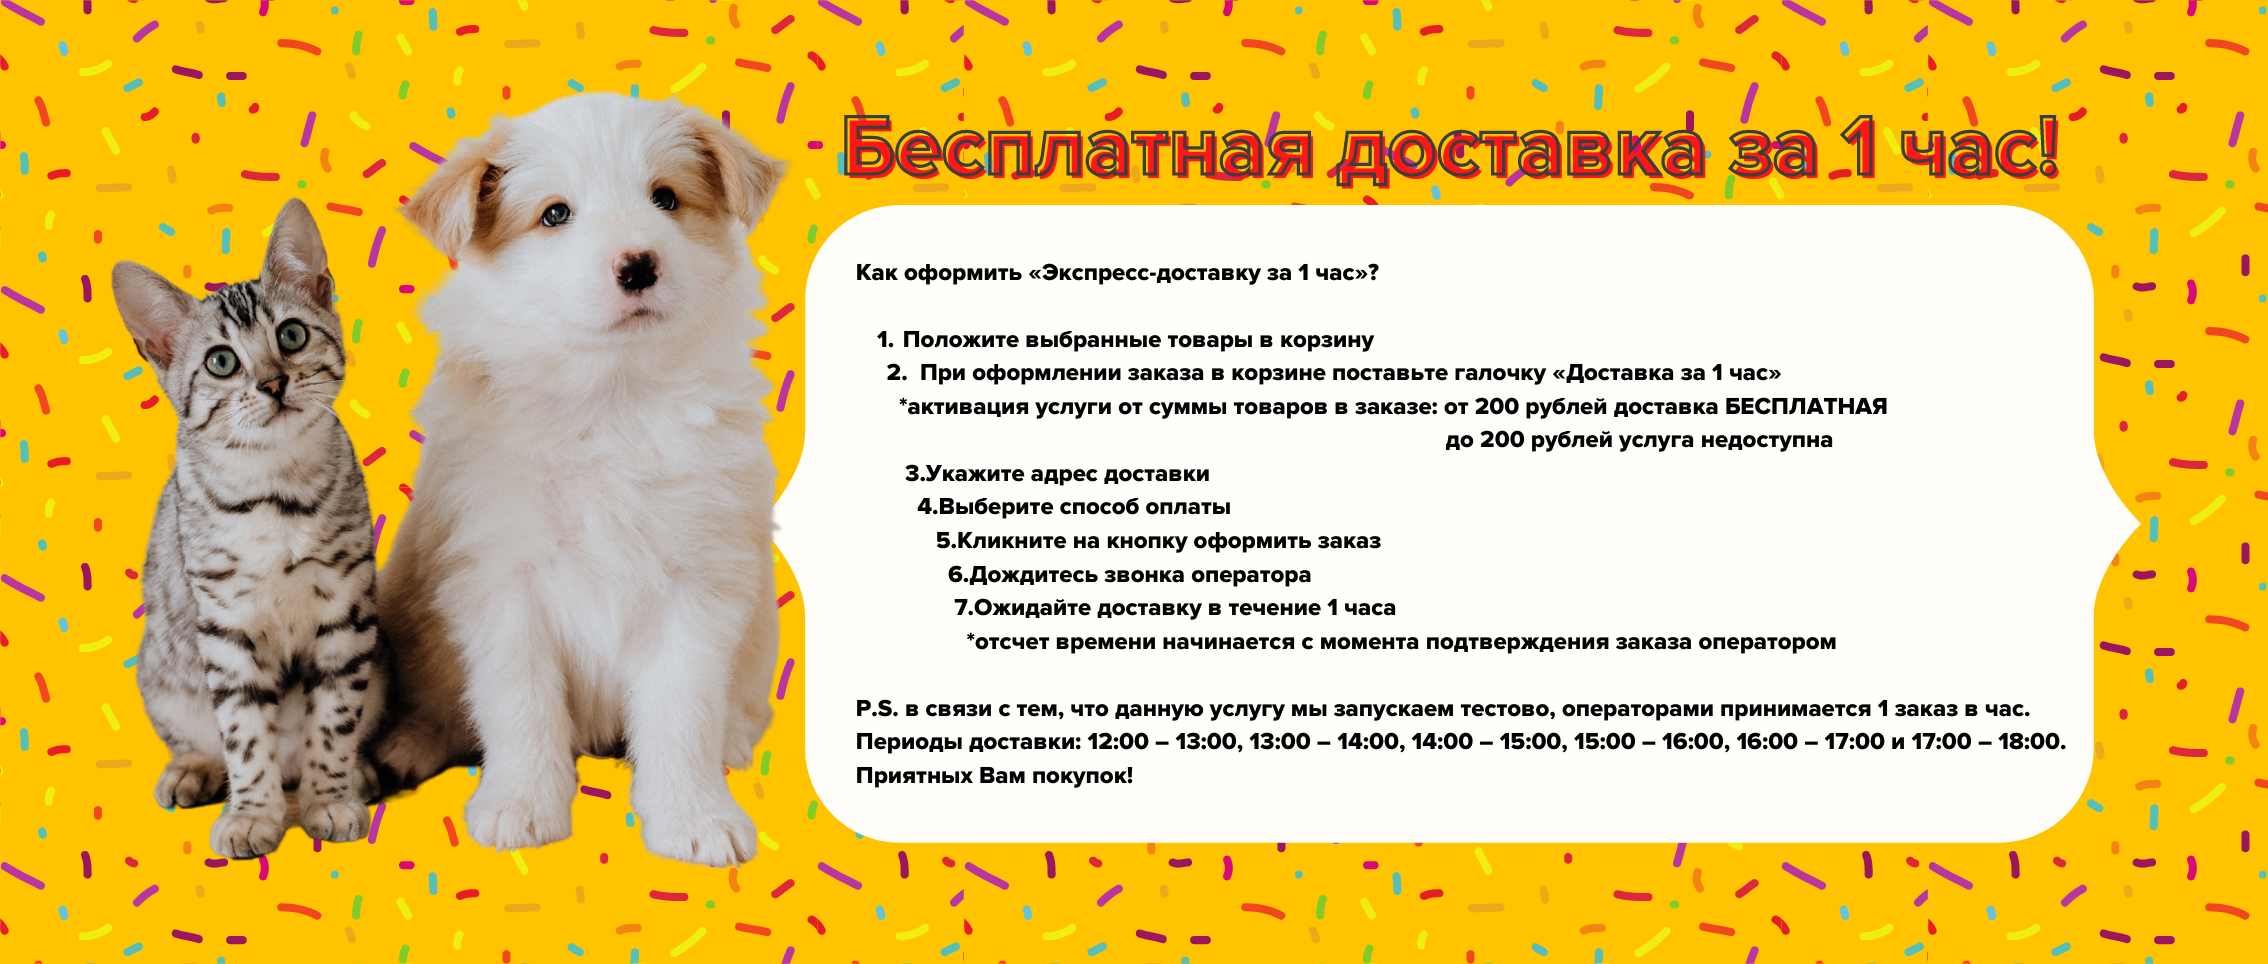 Бесплатная доставка за 1 час!
Как оформить «Экспресс-доставку за 1 час»?
1. Положите выбранные товары в корзину
2. При оформлении заказа в корзине поставьте галочку «Доставка за 1 час»
*активация услуги от суммы товаров в заказе: от 200 рублей доставка БЕСПЛАТНАЯ
до 200 рублей услуга недоступна
3.Укажите адрес доставки
4.Выберите способ оплаты
5.Кликните на кнопку оформить заказ
6.Дождитесь звонка оператора
7.Ожидайте доставку в течение 1 часа
*отсчет времени начинается с момента подтверждения заказа оператором
P.S. в связи с тем, что данную услугу мы запускаем тестово, операторами принимается 1 заказ в час.
Периоды доставки: 12:00 – 13:00, 13:00 – 14:00, 14:00 – 15:00, 15:00 – 16:00, 16:00 – 17:00 и 17:00 – 18:00.
Приятных Вам покупок!